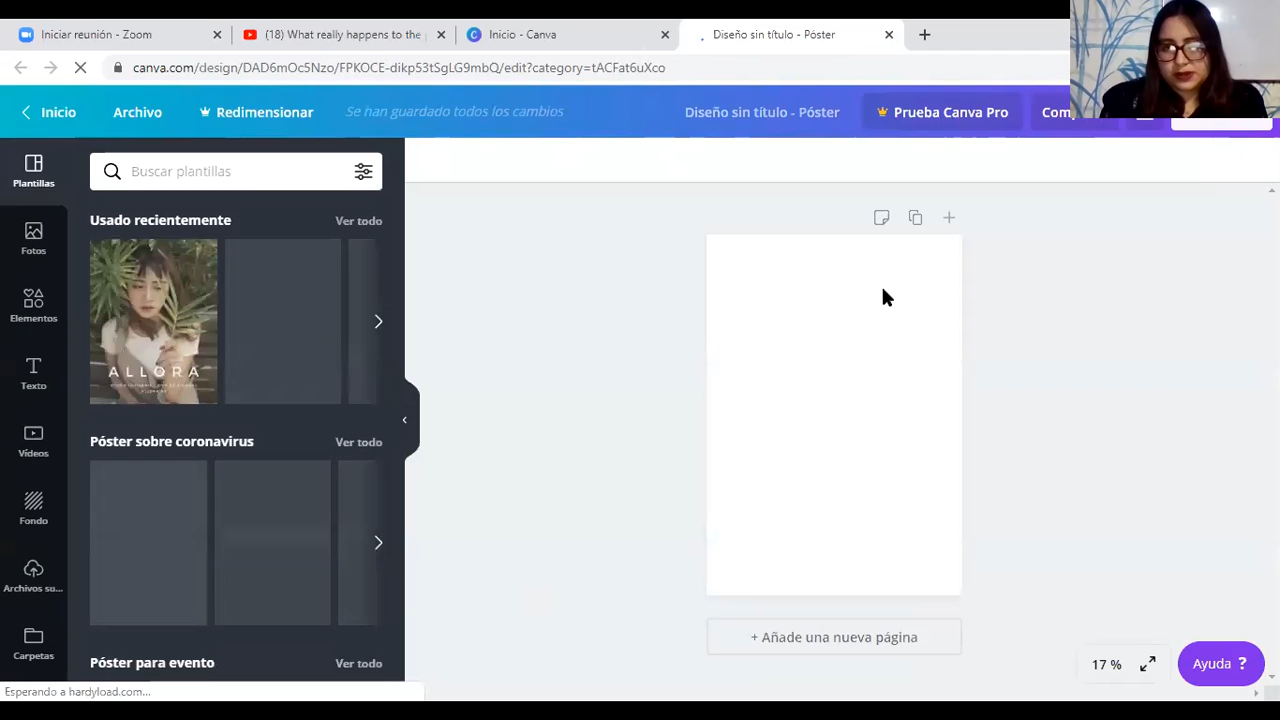 Iniciar reunión - Zoom
(18) What really happens to the
Inicio - Canva
Diseño sin título - Póster
canva.com/design/DAD6mOc5Nzo/FPKOCE-dikp53tSgLG9mbQ/edit?category=tACFat6uXco
Inicio
Archivo
Redimensionar
Se han guardado todos los cambios
Diseño sin título - Póster
Prueba Canva Pro
Plantillas
Buscar plantillas
Usado recientemente
Ver todo
Fotos
Elementos
ALLORA
Texto
Póster sobre coronavirus
Ver todo
Vídeos
Fondo
Archivos su...
Carpetas
Póster para evento
Ver todo
+ Añade una nueva página
17 %
Ayuda ?
Esperando a hardyload.com...